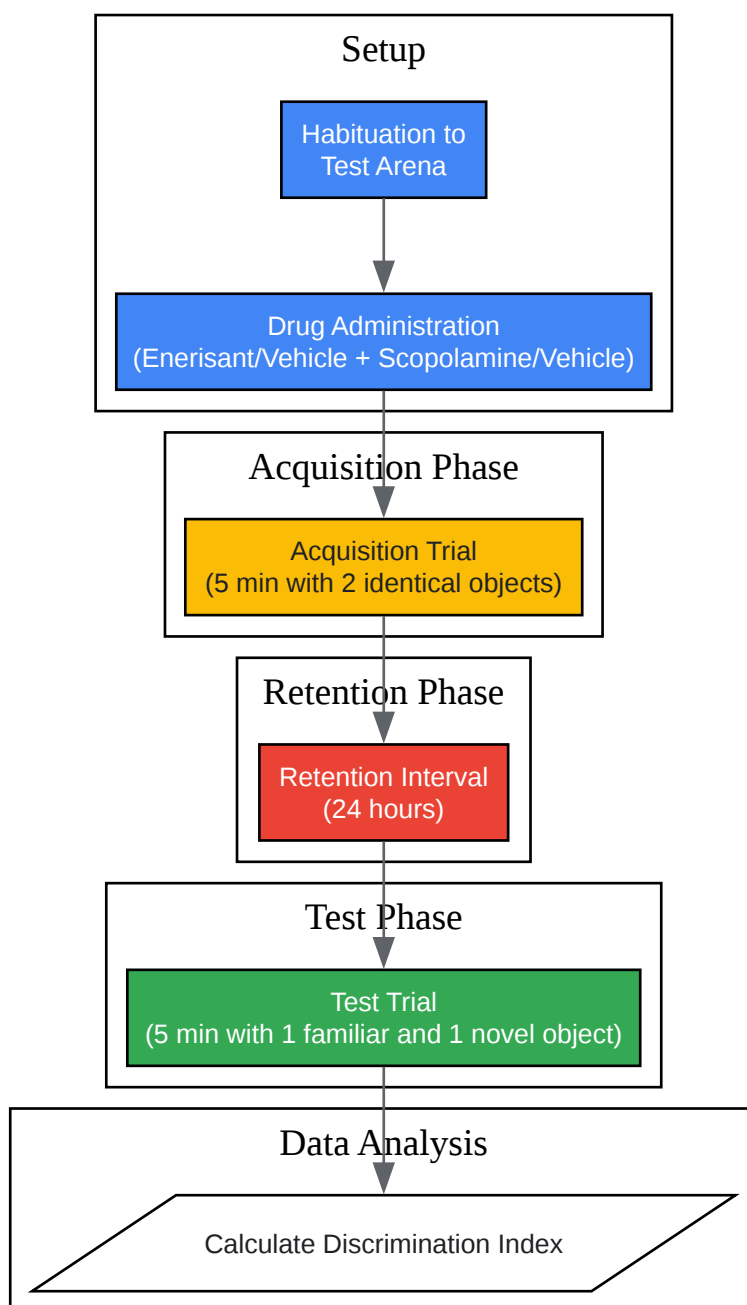 Setup
Habituation to
Test Arena
Drug Administration
(Enerisant/Vehicle + Scopolamine/Vehicle)
Acquisition Phase
Acquisition Trial
(5 min with 2 identical objects)
Retention Phase
Retention Interval
(24 hours)
Test Phase
Test Trial
(5 min with 1 familiar and 1 novel object)
Data Analysis
Calculate Discrimination Index